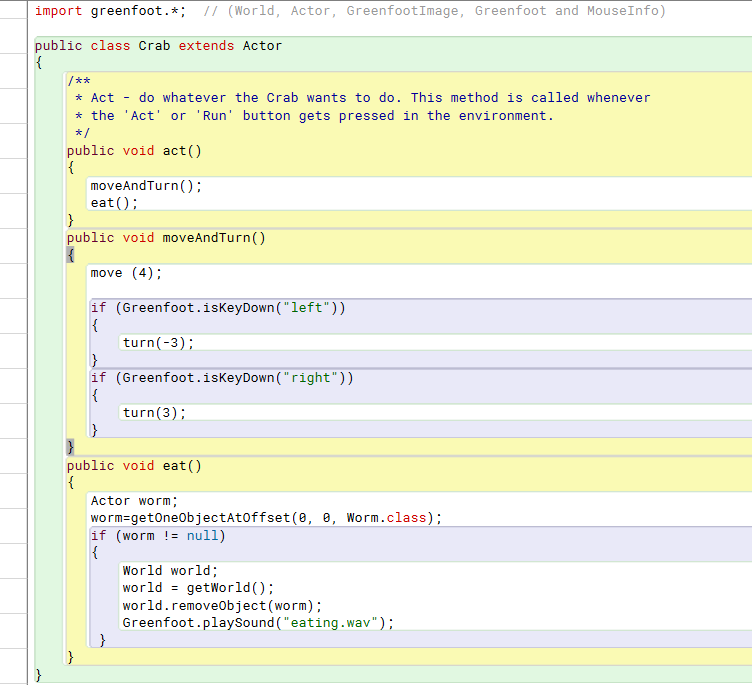 import greenfoot.*;  // (World, Actor, GreenfootImage, Greenfoot and MouseInfo)
public class Crab extends Actor
{
    /**
     * Act - do whatever the Crab wants to do. This method is called whenever
     * the 'Act' or 'Run' button gets pressed in the environment.
     */
    public void act()
    {
       moveAndTurn();
       eat();
    }
    public void moveAndTurn()
    {
       move (4);
       if (Greenfoot.isKeyDown("left"))
       {
           turn(-3);
       }
       if (Greenfoot.isKeyDown("right"))
       {
           turn(3);
       }
    }
    public void eat()
    {
       Actor worm;
       worm=getOneObjectAtOffset(0, 0, Worm.class);
       if (worm != null)
       {
           World world;
           world = getWorld();
           world.removeObject(worm);
           Greenfoot.playSound("eating.wav");
        }
    }
}